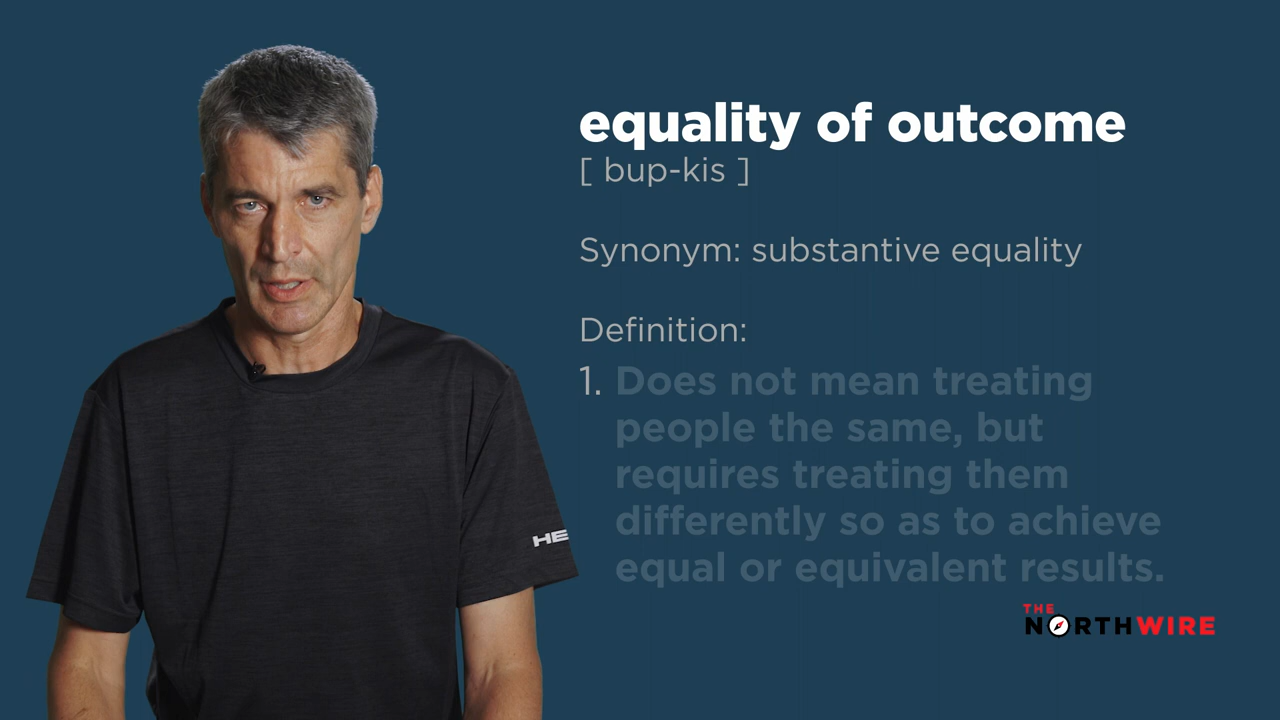 equality of outcome
[ bup-kis ]
Synonym: substantive equality
Definition:
1. Does not mean treating
people the same, but
requires treating them
differently so as to achieve
equal or equivalent results.
HE
THE
NORTHWIRE